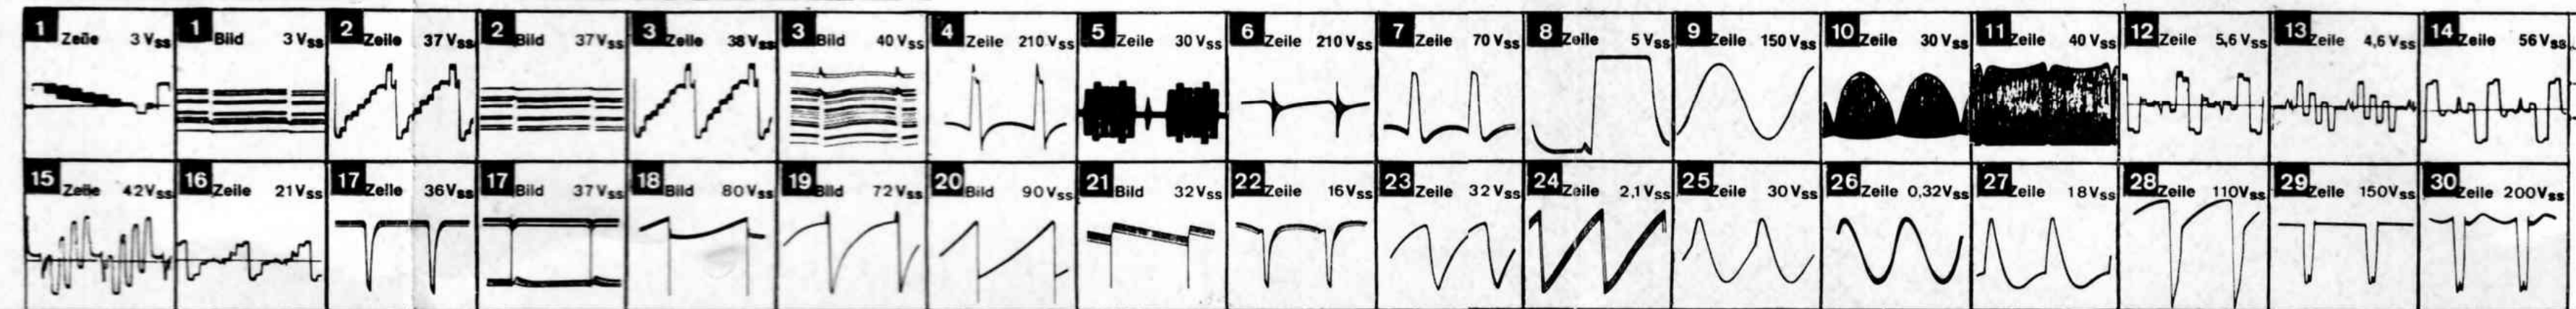 1 Zeile 3 Vss
1 Bild 3 Vss
2 Zeile 37 Vss
2 Bild 37 Vss
3 Zeile 38 Vss
3 Bild 40 Vss
4 Zeile 210 Vss
5 Zeile 30 Vss
6 Zeile 210 Vss
7 Zeile 70 Vss
8 Zeile 5 Vss
9 Zeile 150 Vss
10 Zeile 30 Vss
11 Zeile 40 Vss
12 Zeile 5,6 Vss
13 Zeile 4,6 Vss
14 Zeile 56 Vss
15 Zeile 42 Vss
16 Zeile 21 Vss
17 Zeile 36 Vss
17 Bild 37 Vss
18 Bild 80 Vss
19 Bild 72 Vss
20 Bild 90 Vss
21 Bild 32 Vss
22 Zeile 16 Vss
23 Zeile 32 Vss
24 Zeile 2,1 Vss
25 Zeile 30 Vss
26 Zeile 0,32 Vss
27 Zeile 18 Vss
28 Zeile 110 Vss
29 Zeile 150 Vss
30 Zeile 200 Vss